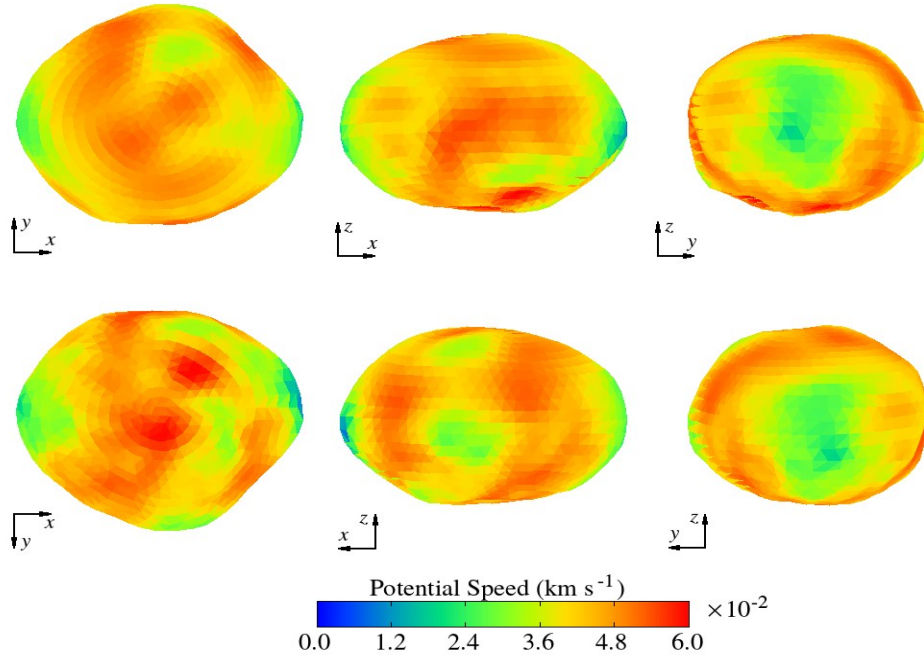 y
x
z
x
z
y
x
y
z
x
z
y
Potential Speed (km s⁻¹)
×10⁻²
0.0 1.2 2.4 3.6 4.8 6.0